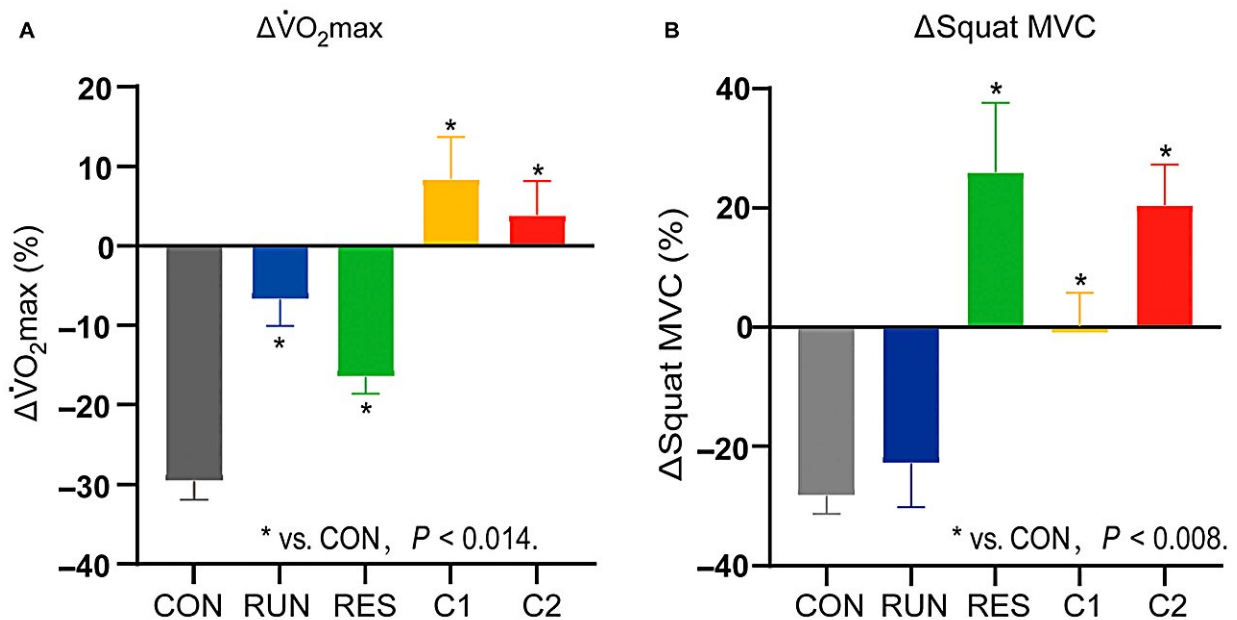 A
ΔV̇O₂max
ΔV̇O₂max (%)
20
10
0
–10
–20
–30
–40
*
*
*
*
* vs. CON, P < 0.014.
CON RUN RES C1 C2
B
ΔSquat MVC
ΔSquat MVC (%)
40
20
0
–20
–40
*
*
*
* vs. CON, P < 0.008.
CON RUN RES C1 C2